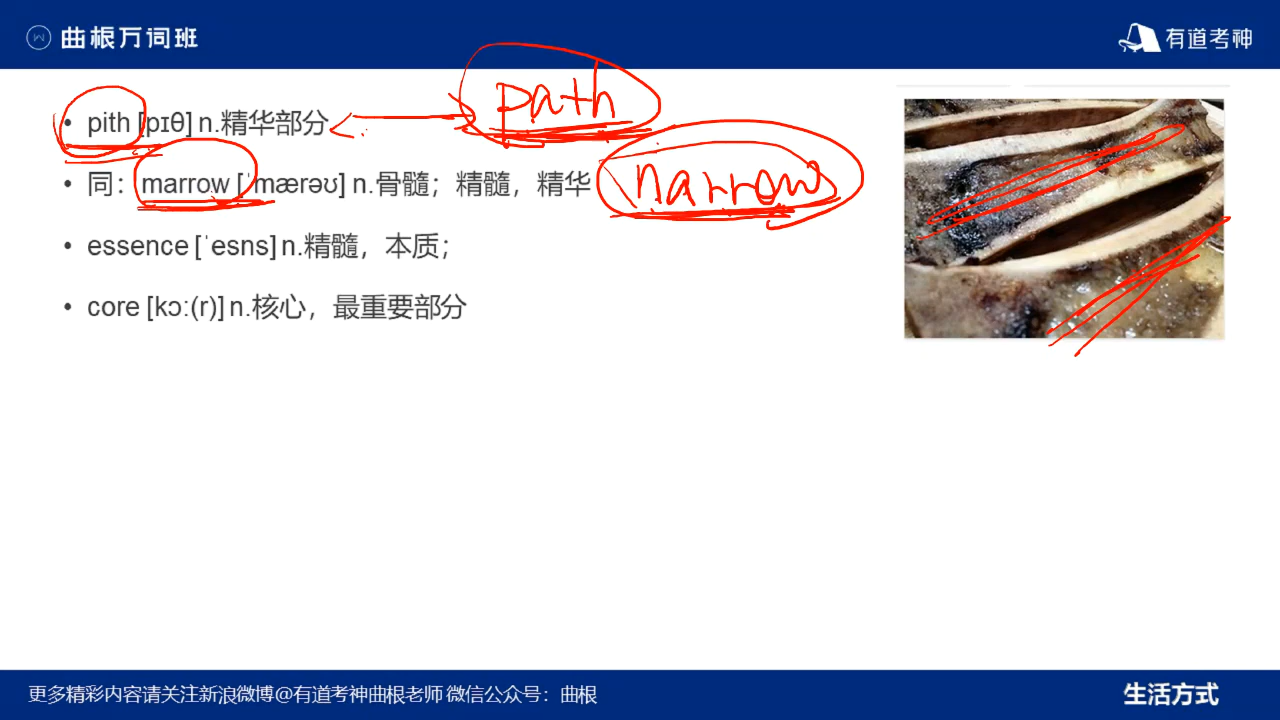 曲根万词班
有道考神
path
• pith [pɪθ] n.精华部分
• 同：marrow [ˈmærəʊ] n.骨髓；精髓，精华
narrow
• essence [ˈesns] n.精髓，本质；
• core [kɔː(r)] n.核心，最重要部分
更多精彩内容请关注新浪微博@有道考神曲根老师 微信公众号：曲根
生活方式